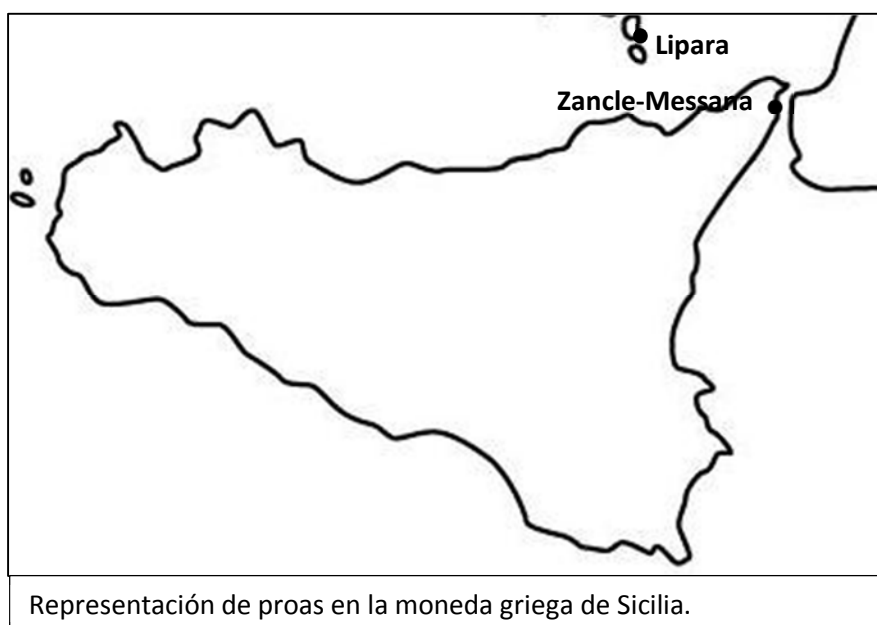 Lipara
Zancle-Messana
Representación de proas en la moneda griega de Sicilia.